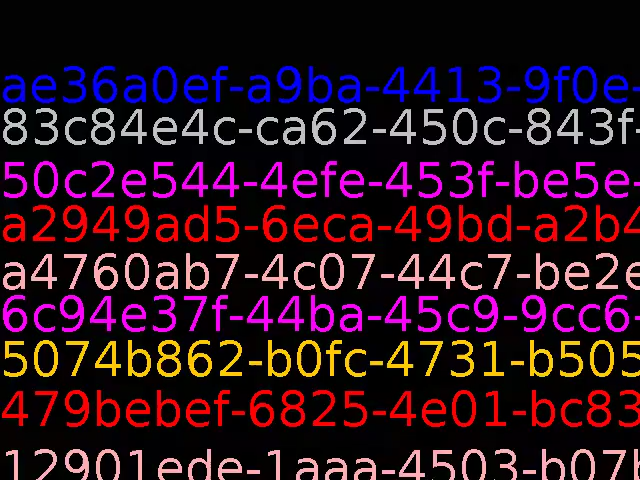 ae36a0ef-a9ba-4413-9f0e-
83c84e4c-ca62-450c-843f-
50c2e544-4efe-453f-be5e-
a2949ad5-6eca-49bd-a2b4
a4760ab7-4c07-44c7-be2e
6c94e37f-44ba-45c9-9cc6-
5074b862-b0fc-4731-b505
479bebef-6825-4e01-bc83
12901ede-1aaa-4503-b07b